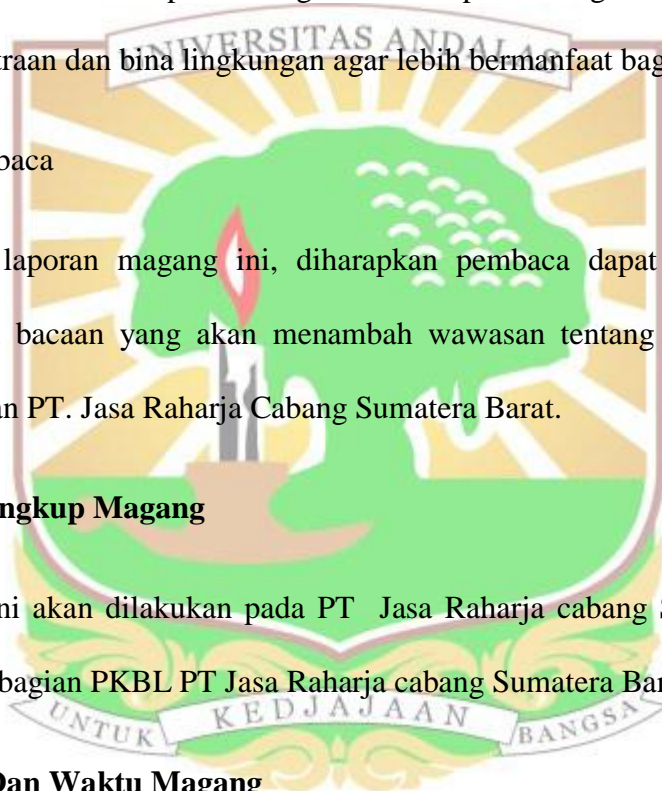 UNIVERSITAS ANDALAS
traan dan bina lingkungan agar lebih bermanfaat bag
baca
laporan magang ini, diharapkan pembaca dapat
bacaan yang akan menambah wawasan tentang
an PT. Jasa Raharja Cabang Sumatera Barat.
ngkup Magang
ni akan dilakukan pada PT Jasa Raharja cabang S
bagian PKBL PT Jasa Raharja cabang Sumatera Bar
UNTUK KEDJAJAAN BANGSA
Dan Waktu Magang